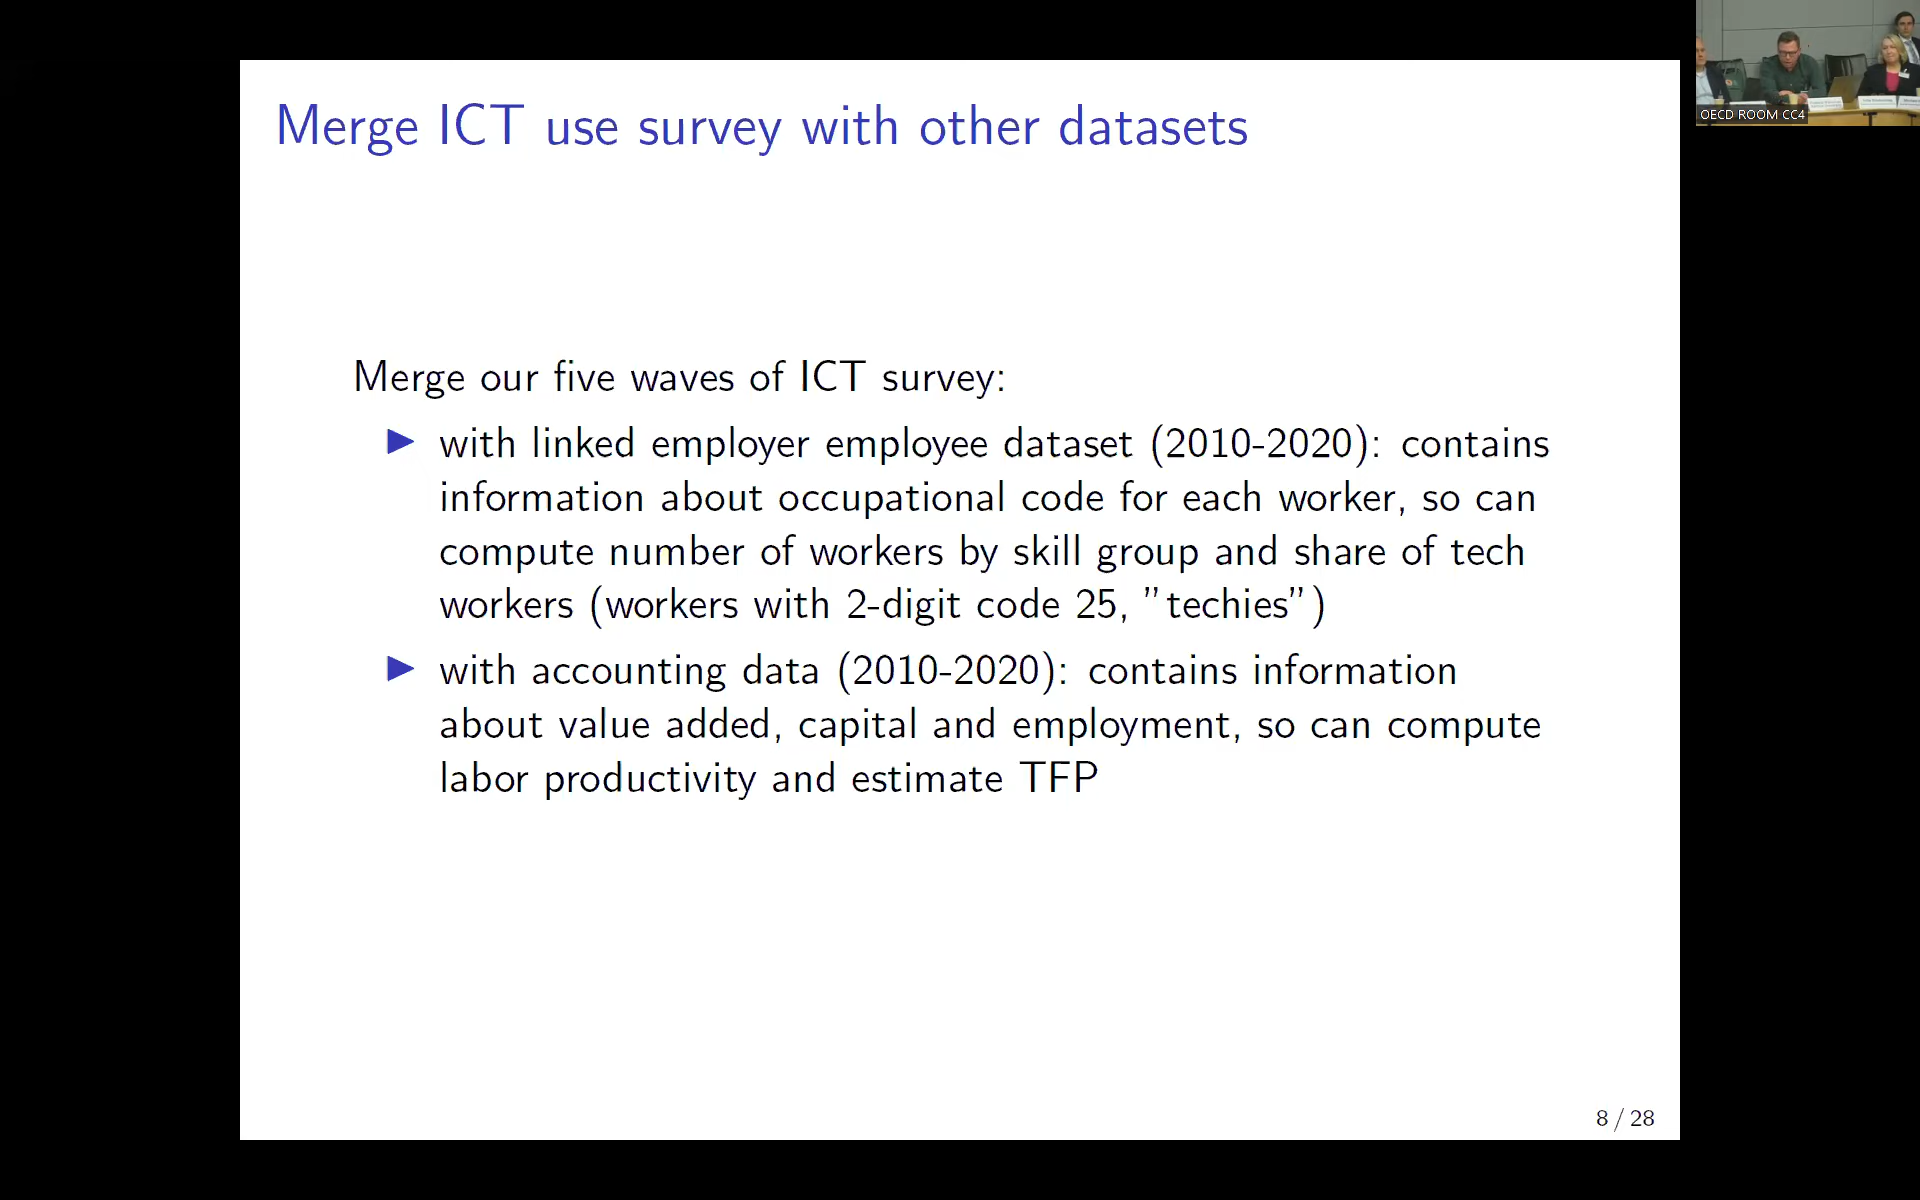 Merge ICT use survey with other datasets
OECD ROOM CC4
Merge our five waves of ICT survey:
▶ with linked employer employee dataset (2010-2020): contains
information about occupational code for each worker, so can
compute number of workers by skill group and share of tech
workers (workers with 2-digit code 25, ”techies”)
▶ with accounting data (2010-2020): contains information
about value added, capital and employment, so can compute
labor productivity and estimate TFP
8 / 28